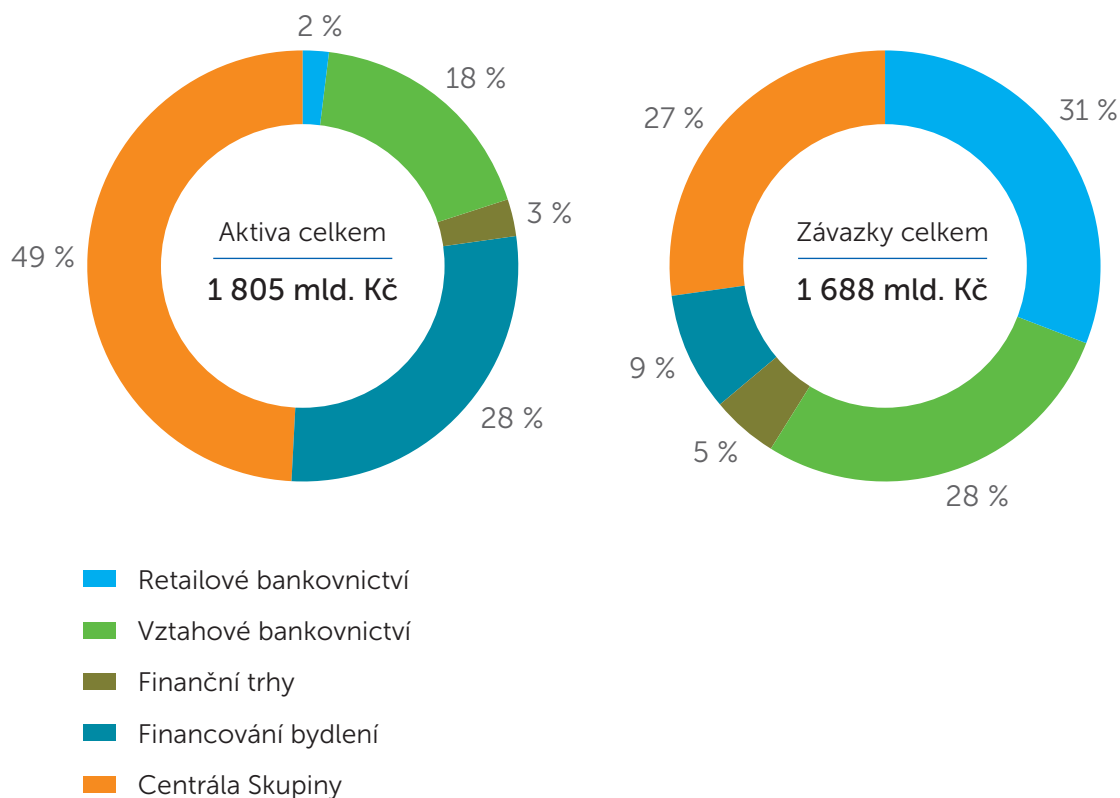 2 %
18 %
3 %
28 %
49 %
Aktiva celkem
1 805 mld. Kč
31 %
28 %
5 %
9 %
27 %
Závazky celkem
1 688 mld. Kč
Retailové bankovnictví
Vztahové bankovnictví
Finanční trhy
Financování bydlení
Centrála Skupiny